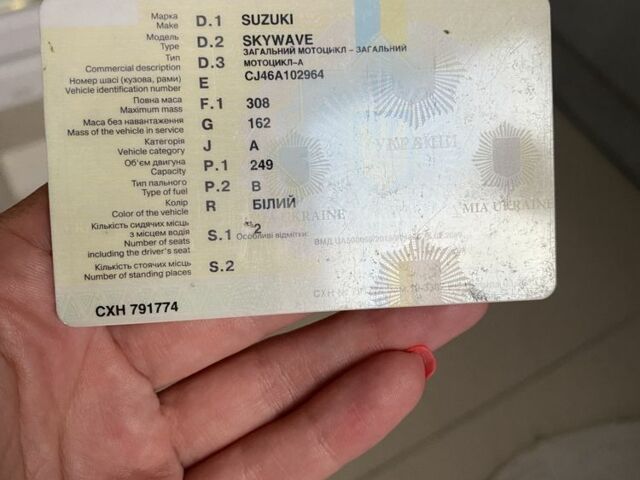 Марка
Make D.1 SUZUKI
Модель
Type D.2 SKYWAVE
ЗАГАЛЬНИЙ МОТОЦИКЛ – ЗАГАЛЬНИЙ
Тип
Commercial description D.3 МОТОЦИКЛ–А
Номер шасі (кузова, рами)
Vehicle identification number E CJ46A102964
Повна маса
Maximum mass F.1 308
Маса без навантаження
Mass of the vehicle in service G 162
Категорія
Vehicle category J A
Об'єм двигуна
Capacity P.1 249
Тип пального
Type of fuel P.2 B
Колір
Color of the vehicle R БІЛИЙ
Кількість сидячих місць
з місцем водія
Number of seats
including the driver's seat S.1 2
Особливі відмітки:
Кількість стоячих місць
Number of standing places S.2
СХН 791774
УКРАЇНИ
UKRAINE
MIA UKRAINE